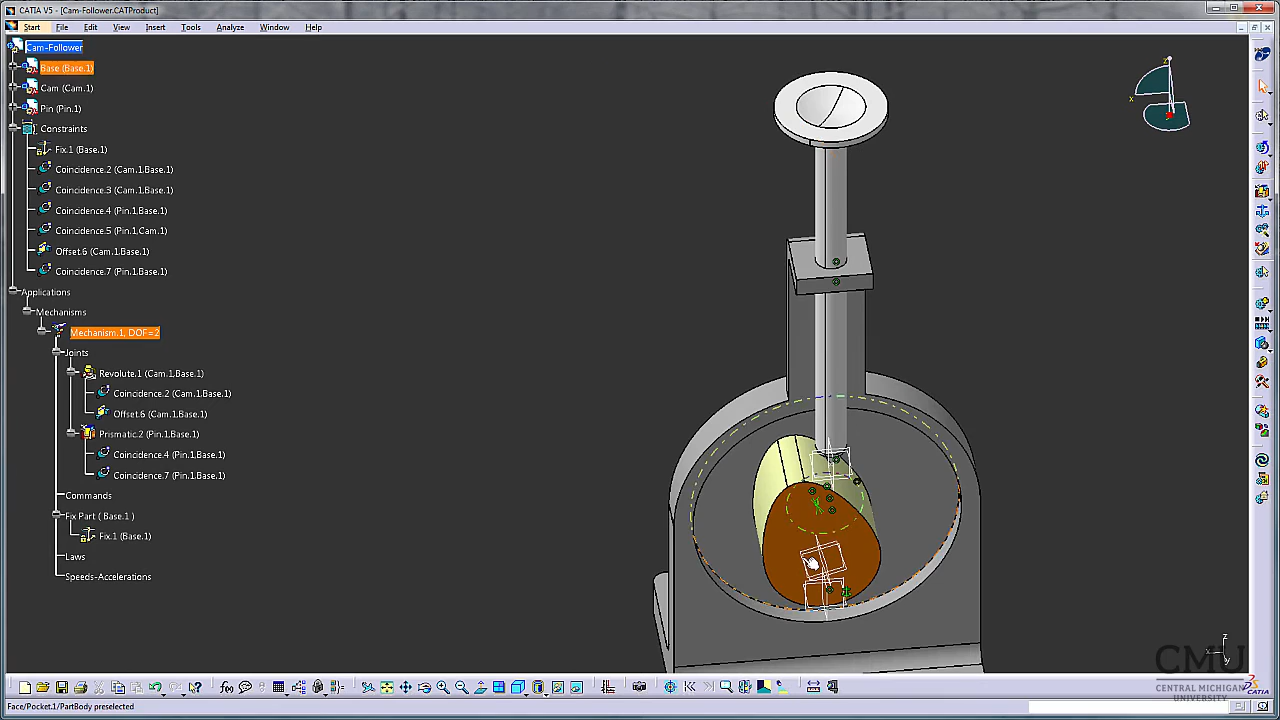 CATIA V5 - [Cam-Follower.CATProduct]
Start File Edit View Insert Tools Analyze Window Help
Cam-Follower
Base (Base.1)
Cam (Cam.1)
Pin (Pin.1)
Constraints
Fix.1 (Base.1)
Coincidence.2 (Cam.1,Base.1)
Coincidence.3 (Cam.1,Base.1)
Coincidence.4 (Pin.1,Base.1)
Coincidence.5 (Pin.1,Cam.1)
Offset.6 (Cam.1,Base.1)
Coincidence.7 (Pin.1,Base.1)
Applications
Mechanisms
Mechanism.1, DOF=2
Joints
Revolute.1 (Cam.1,Base.1)
Coincidence.2 (Cam.1,Base.1)
Offset.6 (Cam.1,Base.1)
Prismatic.2 (Pin.1,Base.1)
Coincidence.4 (Pin.1,Base.1)
Coincidence.7 (Pin.1,Base.1)
Commands
Fix Part ( Base.1 )
Fix.1 (Base.1)
Laws
Speeds-Accelerations
z
x
z
x
y
CMU
CENTRAL MICHIGAN
UNIVERSITY
CATIA
Face/Pocket.1/PartBody preselected